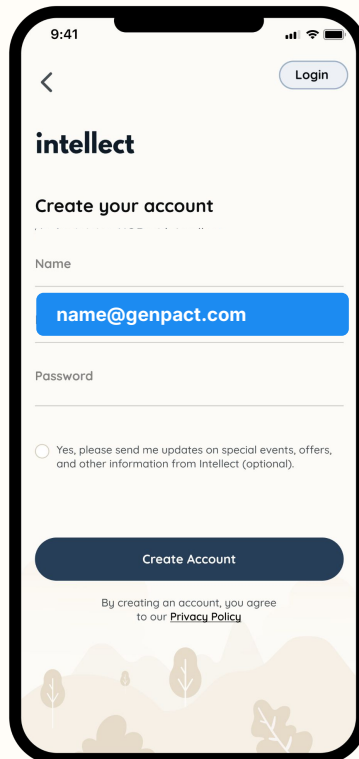 9:41
Login
intellect
Create your account
Name
name@genpact.com
Password
Yes, please send me updates on special events, offers,
and other information from Intellect (optional).
Create Account
By creating an account, you agree
to our Privacy Policy